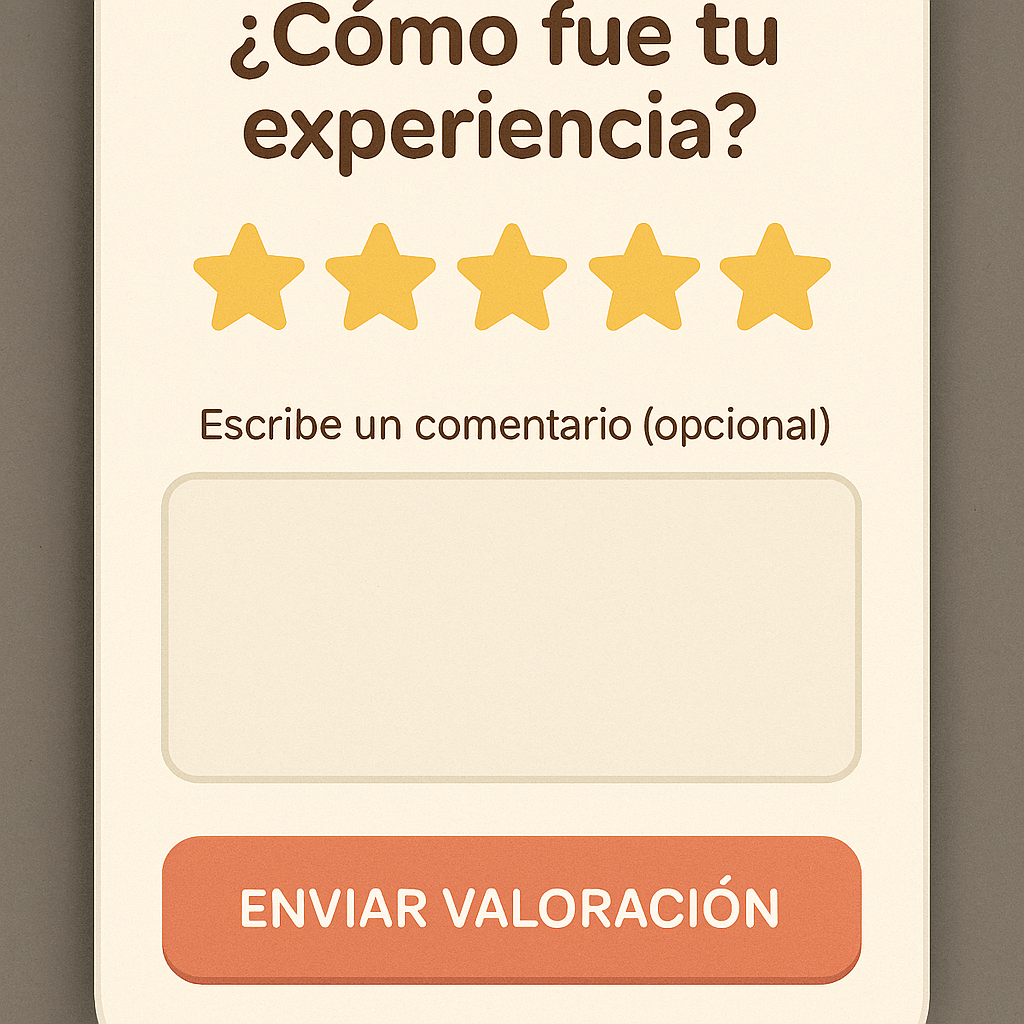 ¿Cómo fue tu
experiencia?
Escribe un comentario (opcional)
ENVIAR VALORACIÓN